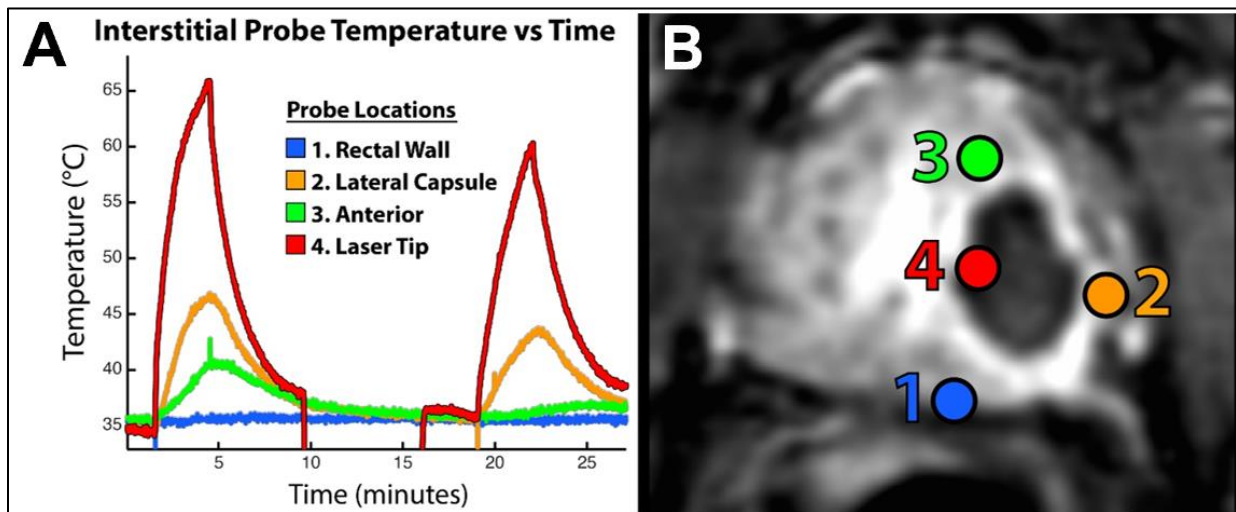 A
Interstitial Probe Temperature vs Time
Temperature (°C)
65
60
55
50
45
40
35
Probe Locations
1. Rectal Wall
2. Lateral Capsule
3. Anterior
4. Laser Tip
5
10
15
20
25
Time (minutes)
B
3
4
2
1